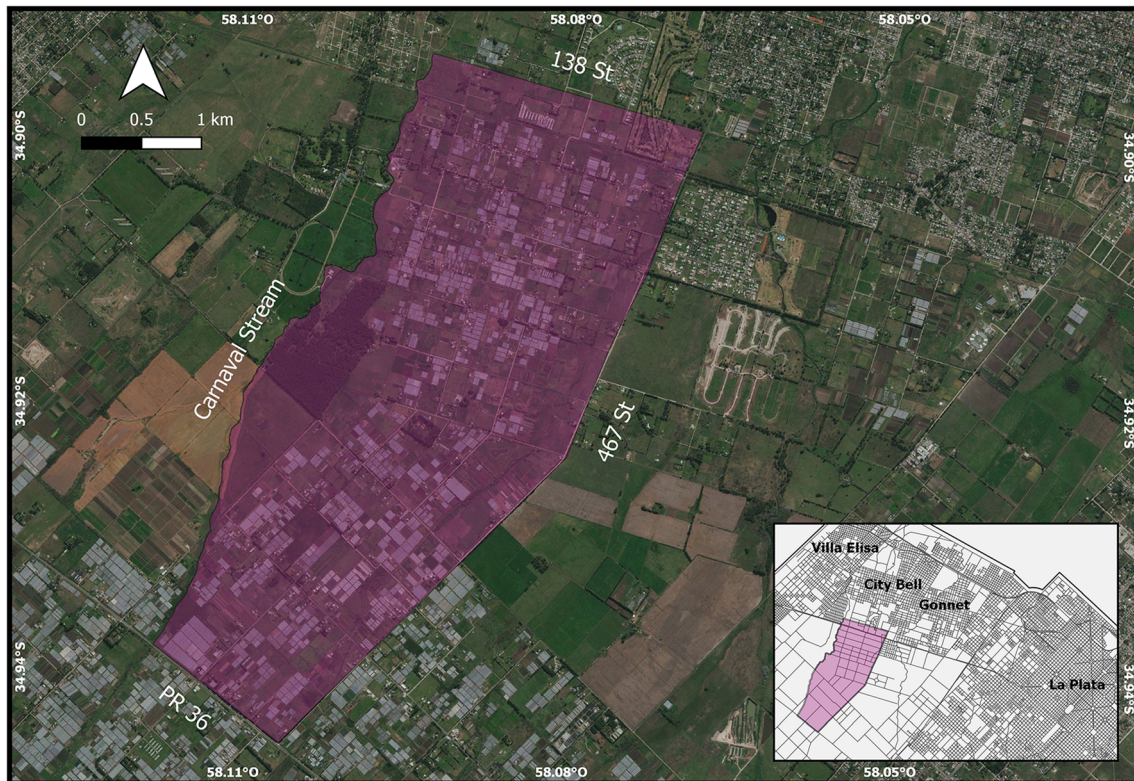 58.11°O
58.08°O
58.05°O
138 St
0 0.5 1 km
34.90°S
34.90°S
Carnaval Stream
34.92°S
34.92°S
467 St
Villa Elisa
City Bell
Gonnet
La Plata
34.94°S
34.94°S
PR 36
58.11°O
58.08°O
58.05°O